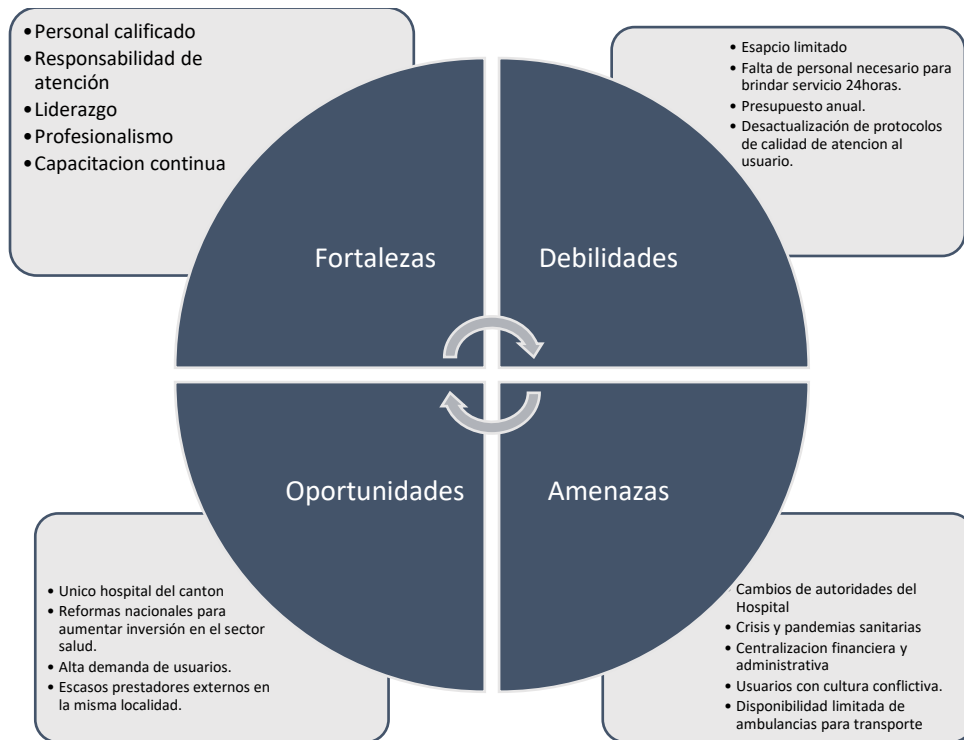 • Personal calificado
• Responsabilidad de
atención
• Liderazgo
• Profesionalismo
• Capacitacion continua
• Esapcio limitado
• Falta de personal necesario para
brindar servicio 24horas.
• Presupuesto anual.
• Desactualización de protocolos
de calidad de atencion al
usuario.
Fortalezas
Debilidades
Oportunidades
Amenazas
• Unico hospital del canton
• Reformas nacionales para
aumentar inversión en el sector
salud.
• Alta demanda de usuarios.
• Escasos prestadores externos en
la misma localidad.
• Cambios de autoridades del
Hospital
• Crisis y pandemias sanitarias
• Centralizacion financiera y
administrativa
• Usuarios con cultura conflictiva.
• Disponibilidad limitada de
ambulancias para transporte